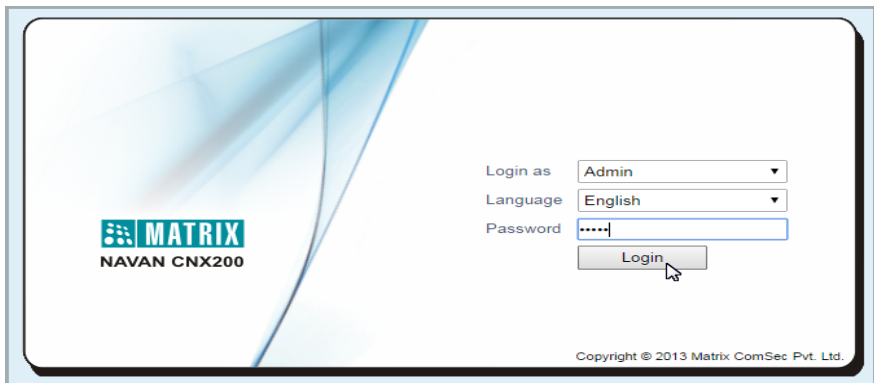 Login as Admin
Language English
Password •••••
Login
MATRIX
NAVAN CNX200
Copyright © 2013 Matrix ComSec Pvt. Ltd.